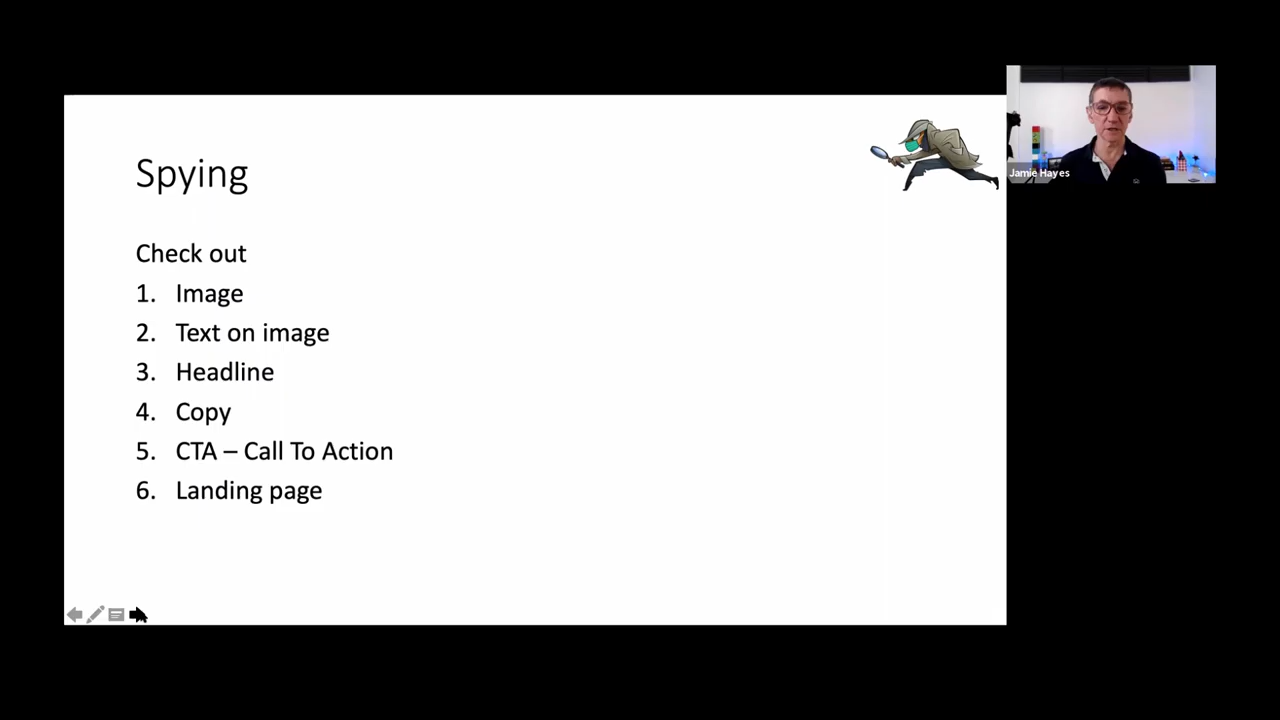 Spying
Check out
1. Image
2. Text on image
3. Headline
4. Copy
5. CTA – Call To Action
6. Landing page
Jamie Hayes